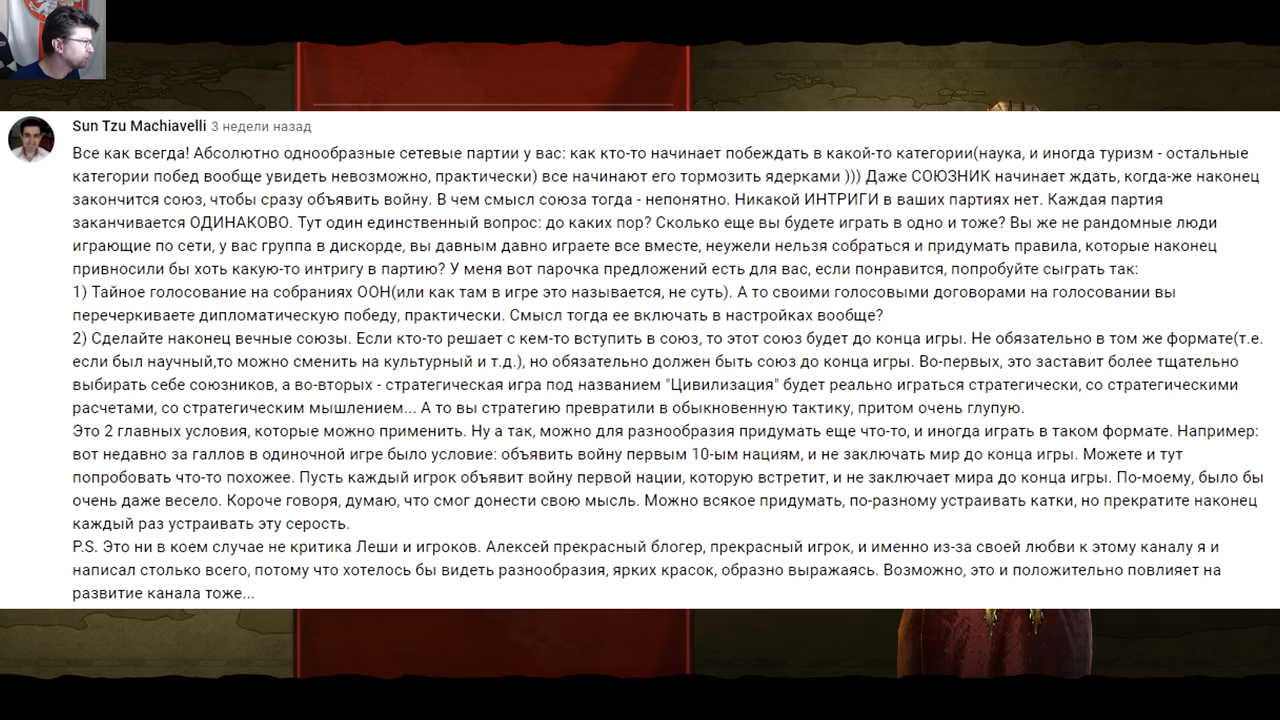 Sun Tzu Machiavelli 3 недели назад
Все как всегда! Абсолютно однообразные сетевые партии у вас: как кто-то начинает побеждать в какой-то категории(наука, и иногда туризм - остальные
категории побед вообще увидеть невозможно, практически) все начинают его тормозить ядерками ))) Даже СОЮЗНИК начинает ждать, когда-же наконец
закончится союз, чтобы сразу объявить войну. В чем смысл союза тогда - непонятно. Никакой ИНТРИГИ в ваших партиях нет. Каждая партия
заканчивается ОДИНАКОВО. Тут один единственный вопрос: до каких пор? Сколько еще вы будете играть в одно и тоже? Вы же не рандомные люди
играющие по сети, у вас группа в дискорде, вы давным давно играете все вместе, неужели нельзя собраться и придумать правила, которые наконец
привносили бы хоть какую-то интригу в партию? У меня вот парочка предложений есть для вас, если понравится, попробуйте сыграть так:
1) Тайное голосование на собраниях ООН(или как там в игре это называется, не суть). А то своими голосовыми договорами на голосовании вы
перечеркиваете дипломатическую победу, практически. Смысл тогда ее включать в настройках вообще?
2) Сделайте наконец вечные союзы. Если кто-то решает с кем-то вступить в союз, то этот союз будет до конца игры. Не обязательно в том же формате(т.е.
если был научный,то можно сменить на культурный и т.д.), но обязательно должен быть союз до конца игры. Во-первых, это заставит более тщательно
выбирать себе союзников, а во-вторых - стратегическая игра под названием "Цивилизация" будет реально играться стратегически, со стратегическими
расчетами, со стратегическим мышлением... А то вы стратегию превратили в обыкновенную тактику, притом очень глупую.
Это 2 главных условия, которые можно применить. Ну а так, можно для разнообразия придумать еще что-то, и иногда играть в таком формате. Например:
вот недавно за галлов в одиночной игре было условие: объявить войну первым 10-ым нациям, и не заключать мир до конца игры. Можете и тут
попробовать что-то похожее. Пусть каждый игрок объявит войну первой нации, которую встретит, и не заключает мира до конца игры. По-моему, было бы
очень даже весело. Короче говоря, думаю, что смог донести свою мысль. Можно всякое придумать, по-разному устраивать катки, но прекратите наконец
каждый раз устраивать эту серость.
P.S. Это ни в коем случае не критика Леши и игроков. Алексей прекрасный блогер, прекрасный игрок, и именно из-за своей любви к этому каналу я и
написал столько всего, потому что хотелось бы видеть разнообразия, ярких красок, образно выражаясь. Возможно, это и положительно повлияет на
развитие канала тоже...